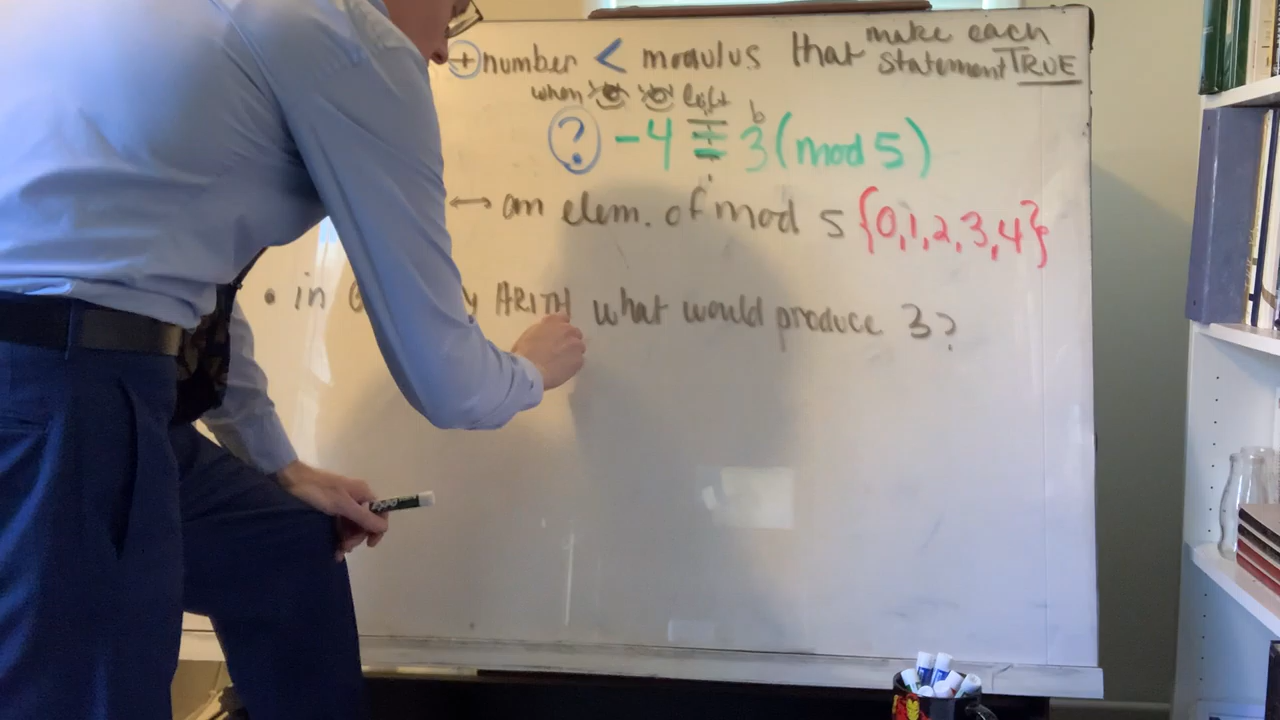 + number < modulus that make each statement TRUE
when left
b
? - 4 ≡ 3 (mod 5)
↔ an elem. of mod 5 {0,1,2,3,4}
• in ARITH what would produce 3?